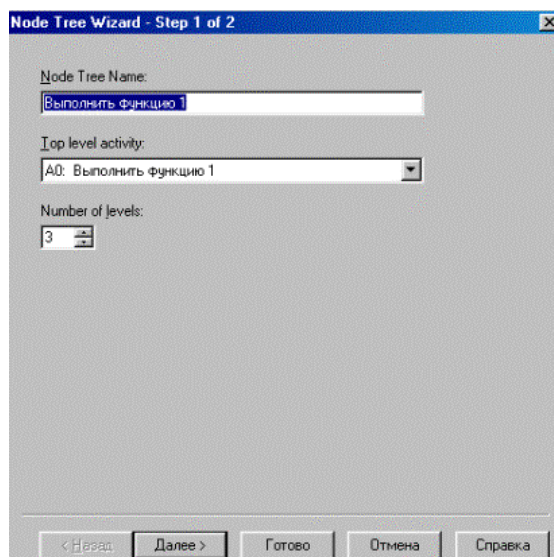 Node Tree Wizard - Step 1 of 2
Node Tree Name:
Выполнить функцию 1
Top level activity:
A0: Выполнить функцию 1
Number of levels:
3
< Назад Далее > Готово Отмена Справка